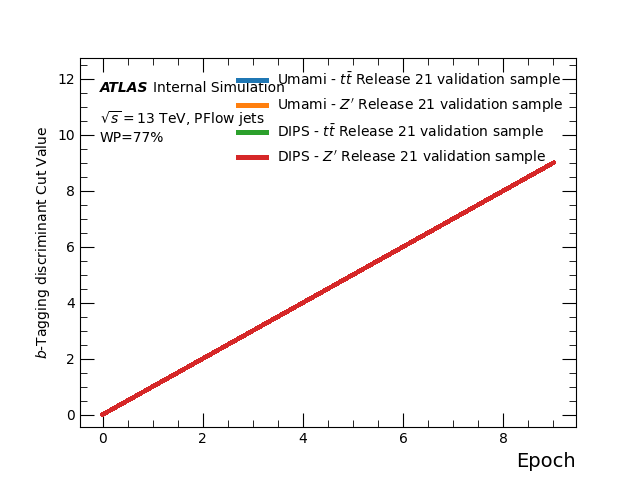 ATLAS Internal Simulation
√s = 13 TeV, PFlow jets
WP=77%
Umami - tt̄ Release 21 validation sample
Umami - Z′ Release 21 validation sample
DIPS - tt̄ Release 21 validation sample
DIPS - Z′ Release 21 validation sample
b-Tagging discriminant Cut Value
12
10
8
6
4
2
0
0 2 4 6 8
Epoch